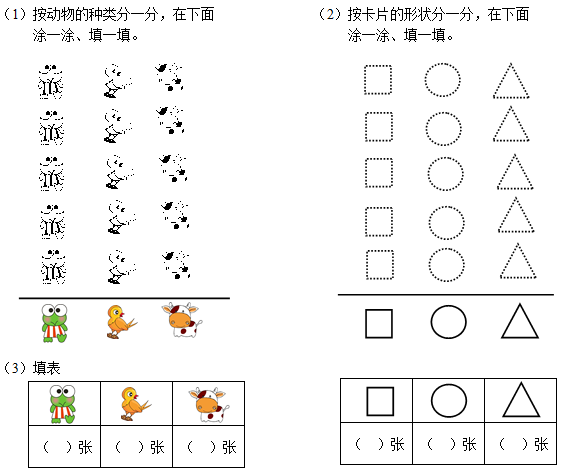 （1）按动物的种类分一分，在下面
涂一涂、填一填。
（2）按卡片的形状分一分，在下面
涂一涂、填一填。
（3）填表
（ ）张 （ ）张 （ ）张
（ ）张 （ ）张 （ ）张